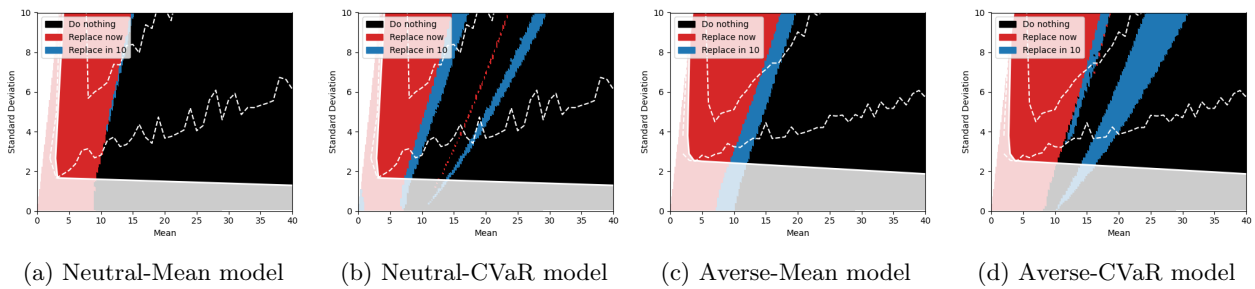 10
8
6
4
2
0
Standard Deviation
Do nothing
Replace now
Replace in 10
0 5 10 15 20 25 30 35 40
Mean
10
8
6
4
2
0
Standard Deviation
Do nothing
Replace now
Replace in 10
0 5 10 15 20 25 30 35 40
Mean
10
8
6
4
2
0
Standard Deviation
Do nothing
Replace now
Replace in 10
0 5 10 15 20 25 30 35 40
Mean
10
8
6
4
2
0
Standard Deviation
Do nothing
Replace now
Replace in 10
0 5 10 15 20 25 30 35 40
Mean
(a) Neutral-Mean model
(b) Neutral-CVaR model
(c) Averse-Mean model
(d) Averse-CVaR model